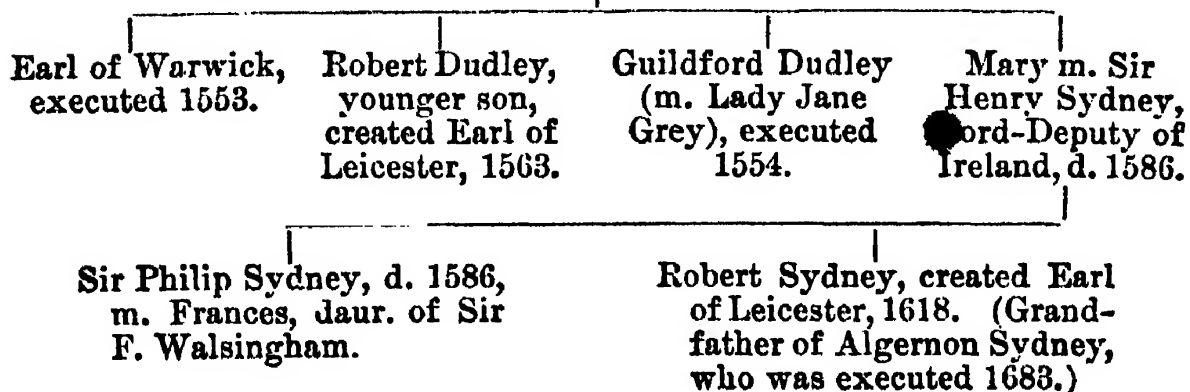 Earl of Warwick,
executed 1553.
Robert Dudley,
younger son,
created Earl of
Leicester, 1563.
Guildford Dudley
(m. Lady Jane
Grey), executed
1554.
Mary m. Sir
Henry Sydney,
ord-Deputy of
Ireland, d. 1586.
Sir Philip Sydney, d. 1586,
m. Frances, daur. of Sir
F. Walsingham.
Robert Sydney, created Earl
of Leicester, 1618. (Grand-
father of Algernon Sydney,
who was executed 1683.)